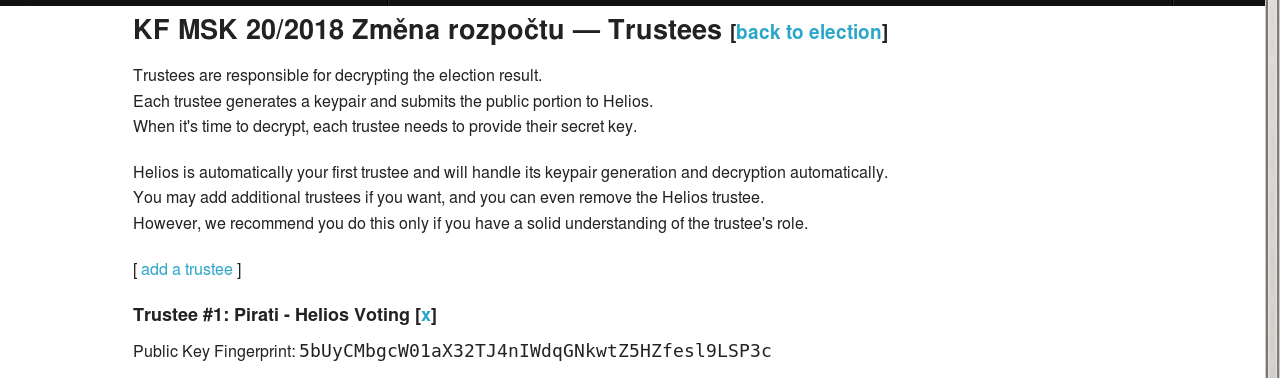 KF MSK 20/2018 Změna rozpočtu — Trustees [back to election]
Trustees are responsible for decrypting the election result.
Each trustee generates a keypair and submits the public portion to Helios.
When it's time to decrypt, each trustee needs to provide their secret key.
Helios is automatically your first trustee and will handle its keypair generation and decryption automatically.
You may add additional trustees if you want, and you can even remove the Helios trustee.
However, we recommend you do this only if you have a solid understanding of the trustee's role.
[ add a trustee ]
Trustee #1: Pirati - Helios Voting [x]
Public Key Fingerprint: 5bUyCMbgcW01aX32TJ4nIWdqGNkwtZ5HZfesl9LSP3c